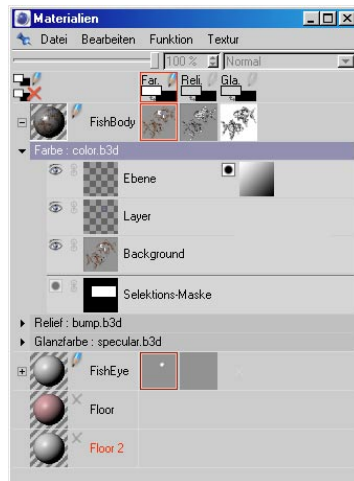 Materialien
Datei Bearbeiten Funktion Textur
100 % Normal
Far. Reli. Gla.
FishBody
Farbe : color.b3d
Ebene
Layer
Background
Selektions-Maske
Relief : bump.b3d
Glanzfarbe : specular.b3d
FishEye
Floor
Floor 2